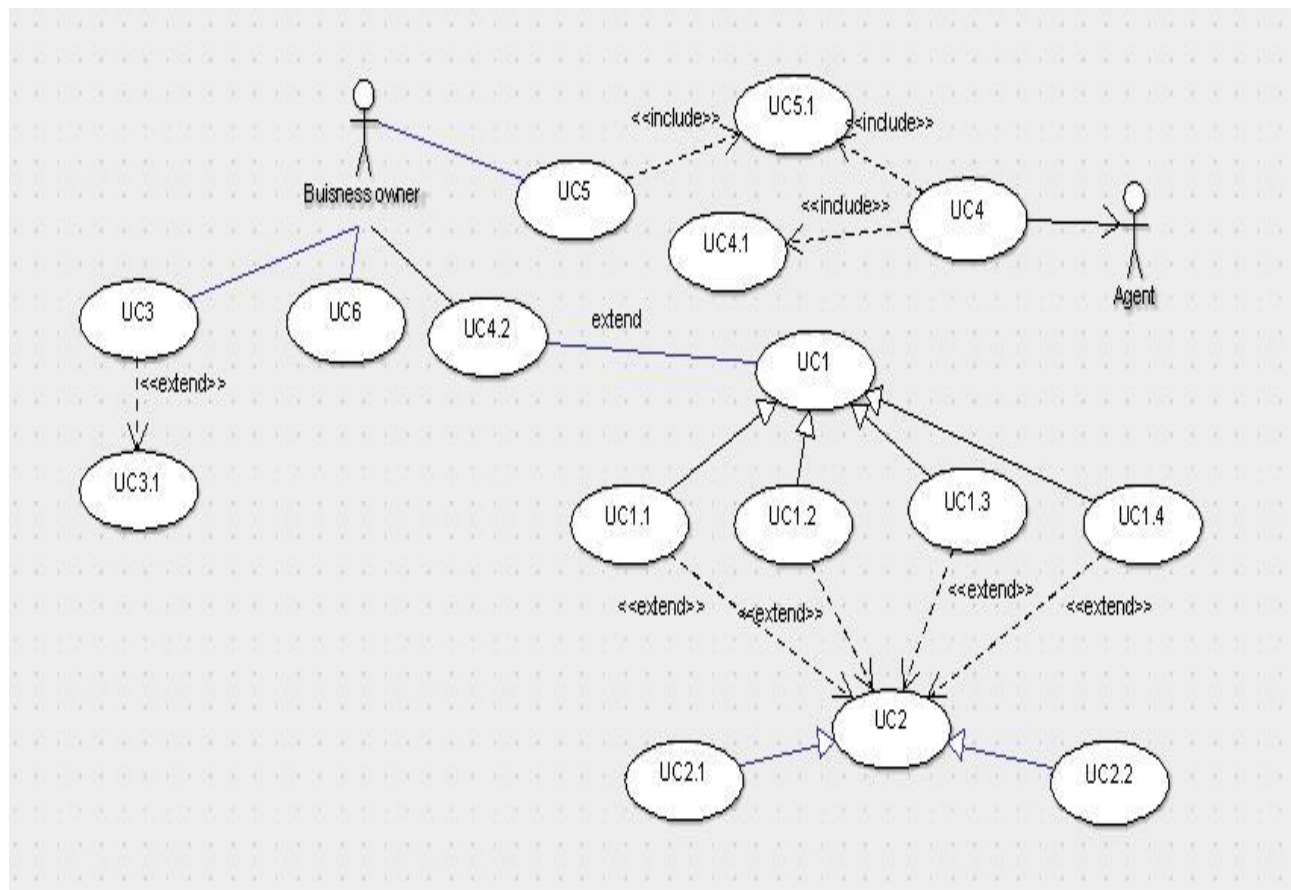 UC5.1
<<include>>
<<include>>
Buisness owner
UC5
<<include>>
UC4
UC4.1
Agent
UC3
UC6
UC4.2
extend
UC1
<<extend>>
UC3.1
UC1.1
UC1.2
UC1.3
UC1.4
<<extend>>
<<extend>>
<<extend>>
<<extend>>
UC2
UC2.1
UC2.2